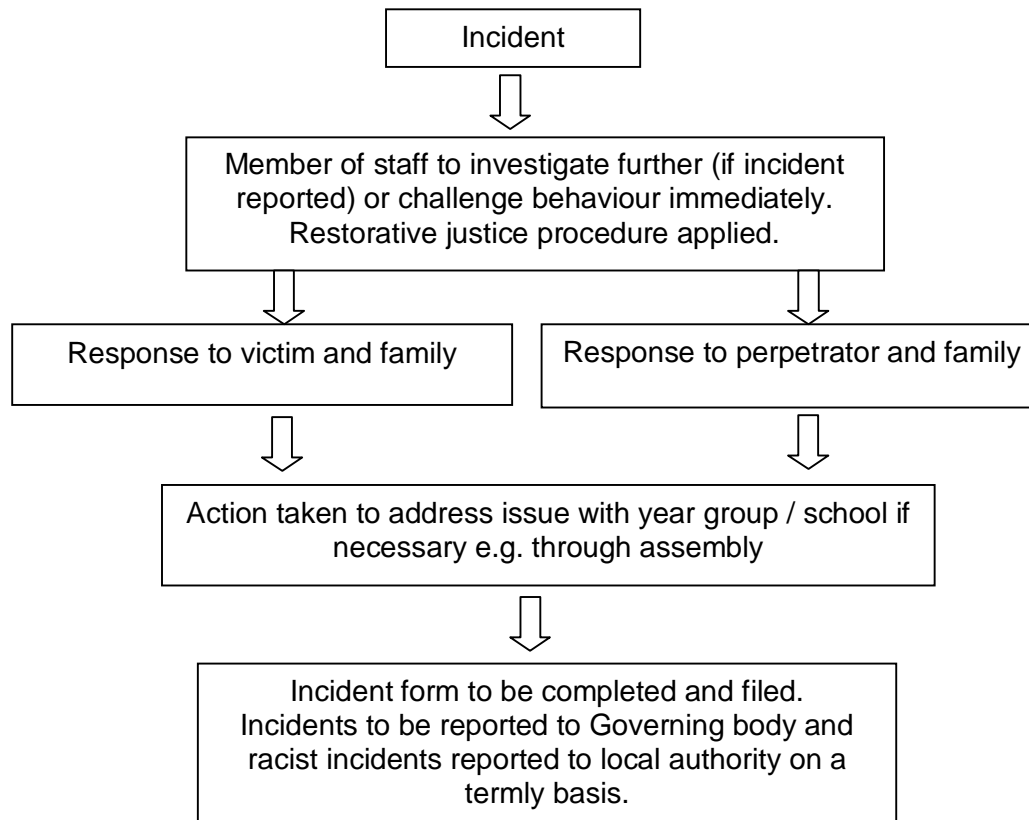 Incident
Member of staff to investigate further (if incident
reported) or challenge behaviour immediately.
Restorative justice procedure applied.
Response to victim and family
Response to perpetrator and family
Action taken to address issue with year group / school if
necessary e.g. through assembly
Incident form to be completed and filed.
Incidents to be reported to Governing body and
racist incidents reported to local authority on a
termly basis.